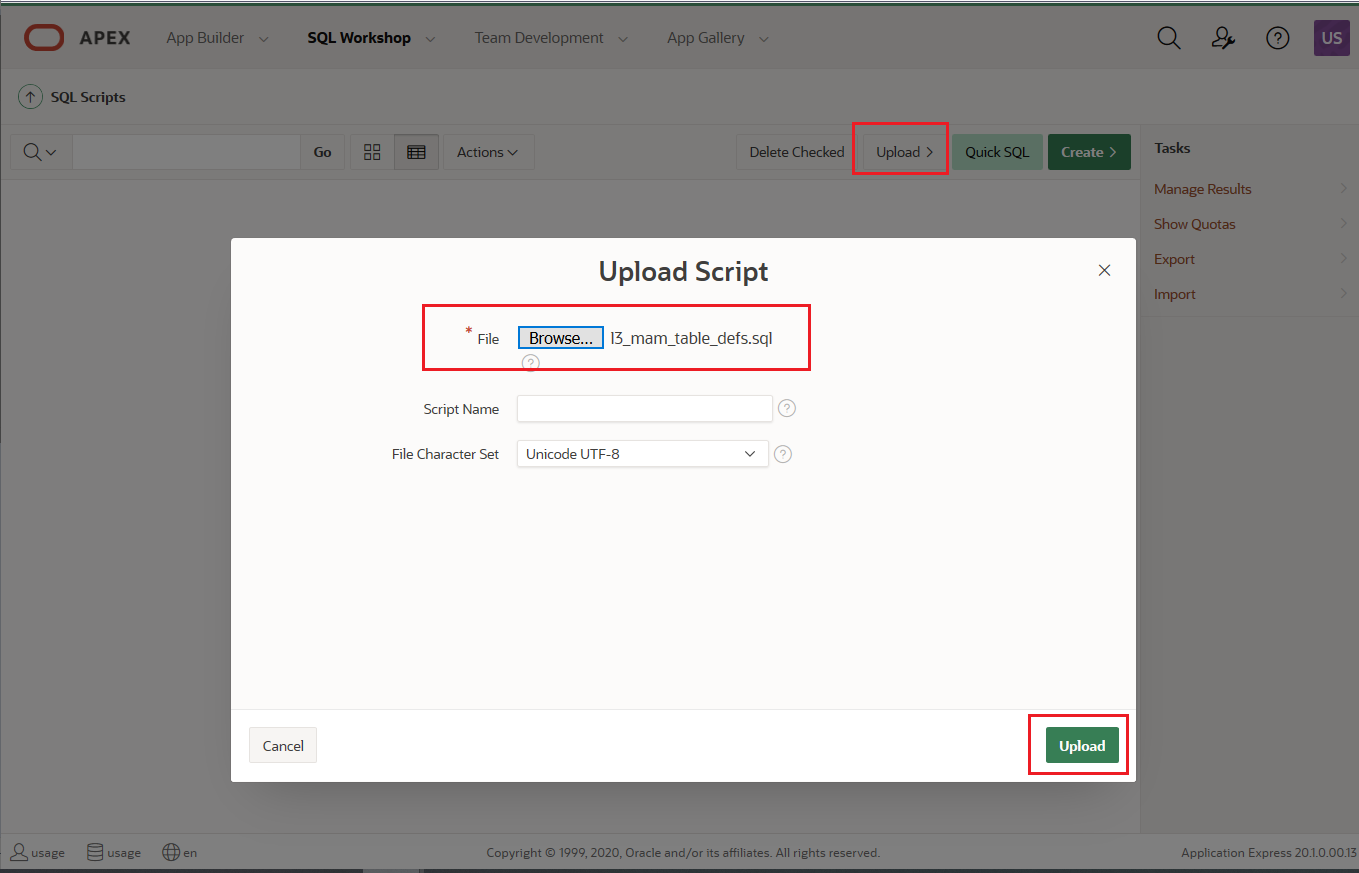 APEX App Builder SQL Workshop Team Development App Gallery US
SQL Scripts
Go Actions Delete Checked Upload Quick SQL Create
Tasks
Manage Results
Show Quotas
Export
Import
Upload Script
* File Browse... l3_mam_table_defs.sql
?
Script Name ?
File Character Set Unicode UTF-8 ?
Cancel Upload
usage usage en Copyright © 1999, 2020, Oracle and/or its affiliates. All rights reserved. Application Express 20.1.0.00.13